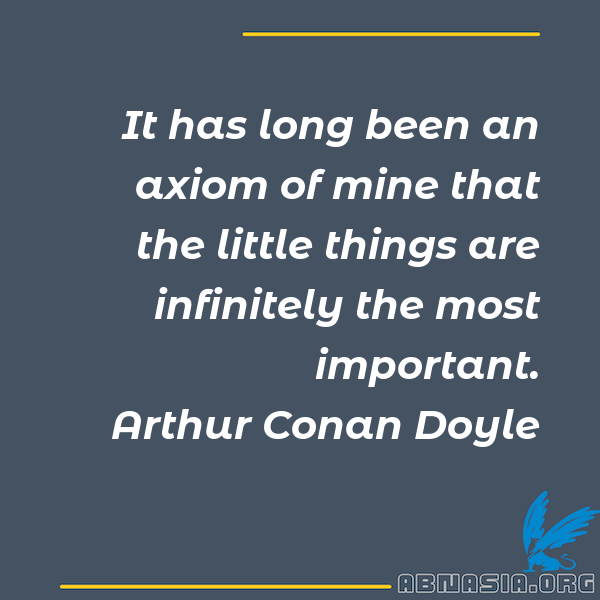 It has long been an
axiom of mine that
the little things are
infinitely the most
important.
Arthur Conan Doyle
ABNASIA.ORG